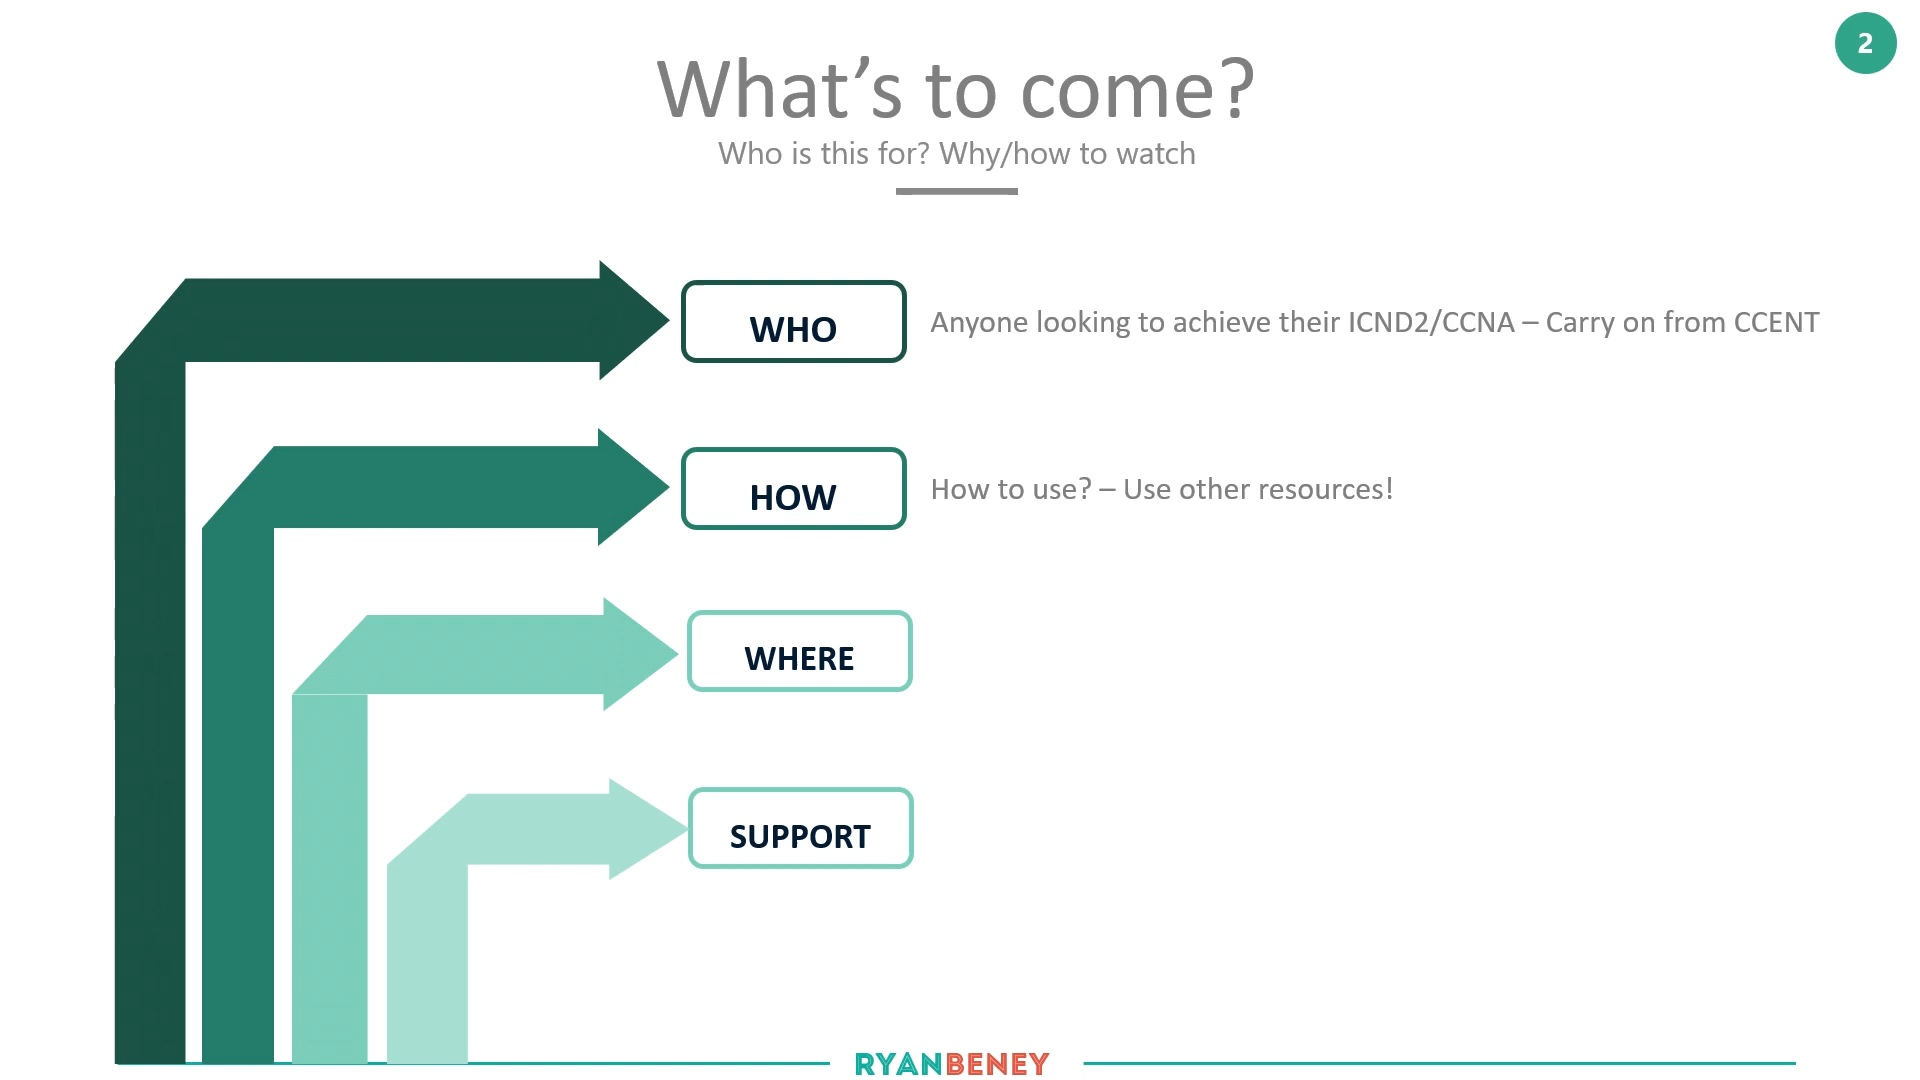 2
What’s to come?
Who is this for? Why/how to watch
WHO
Anyone looking to achieve their ICND2/CCNA – Carry on from CCENT
HOW
How to use? – Use other resources!
WHERE
SUPPORT
RYANBENEY